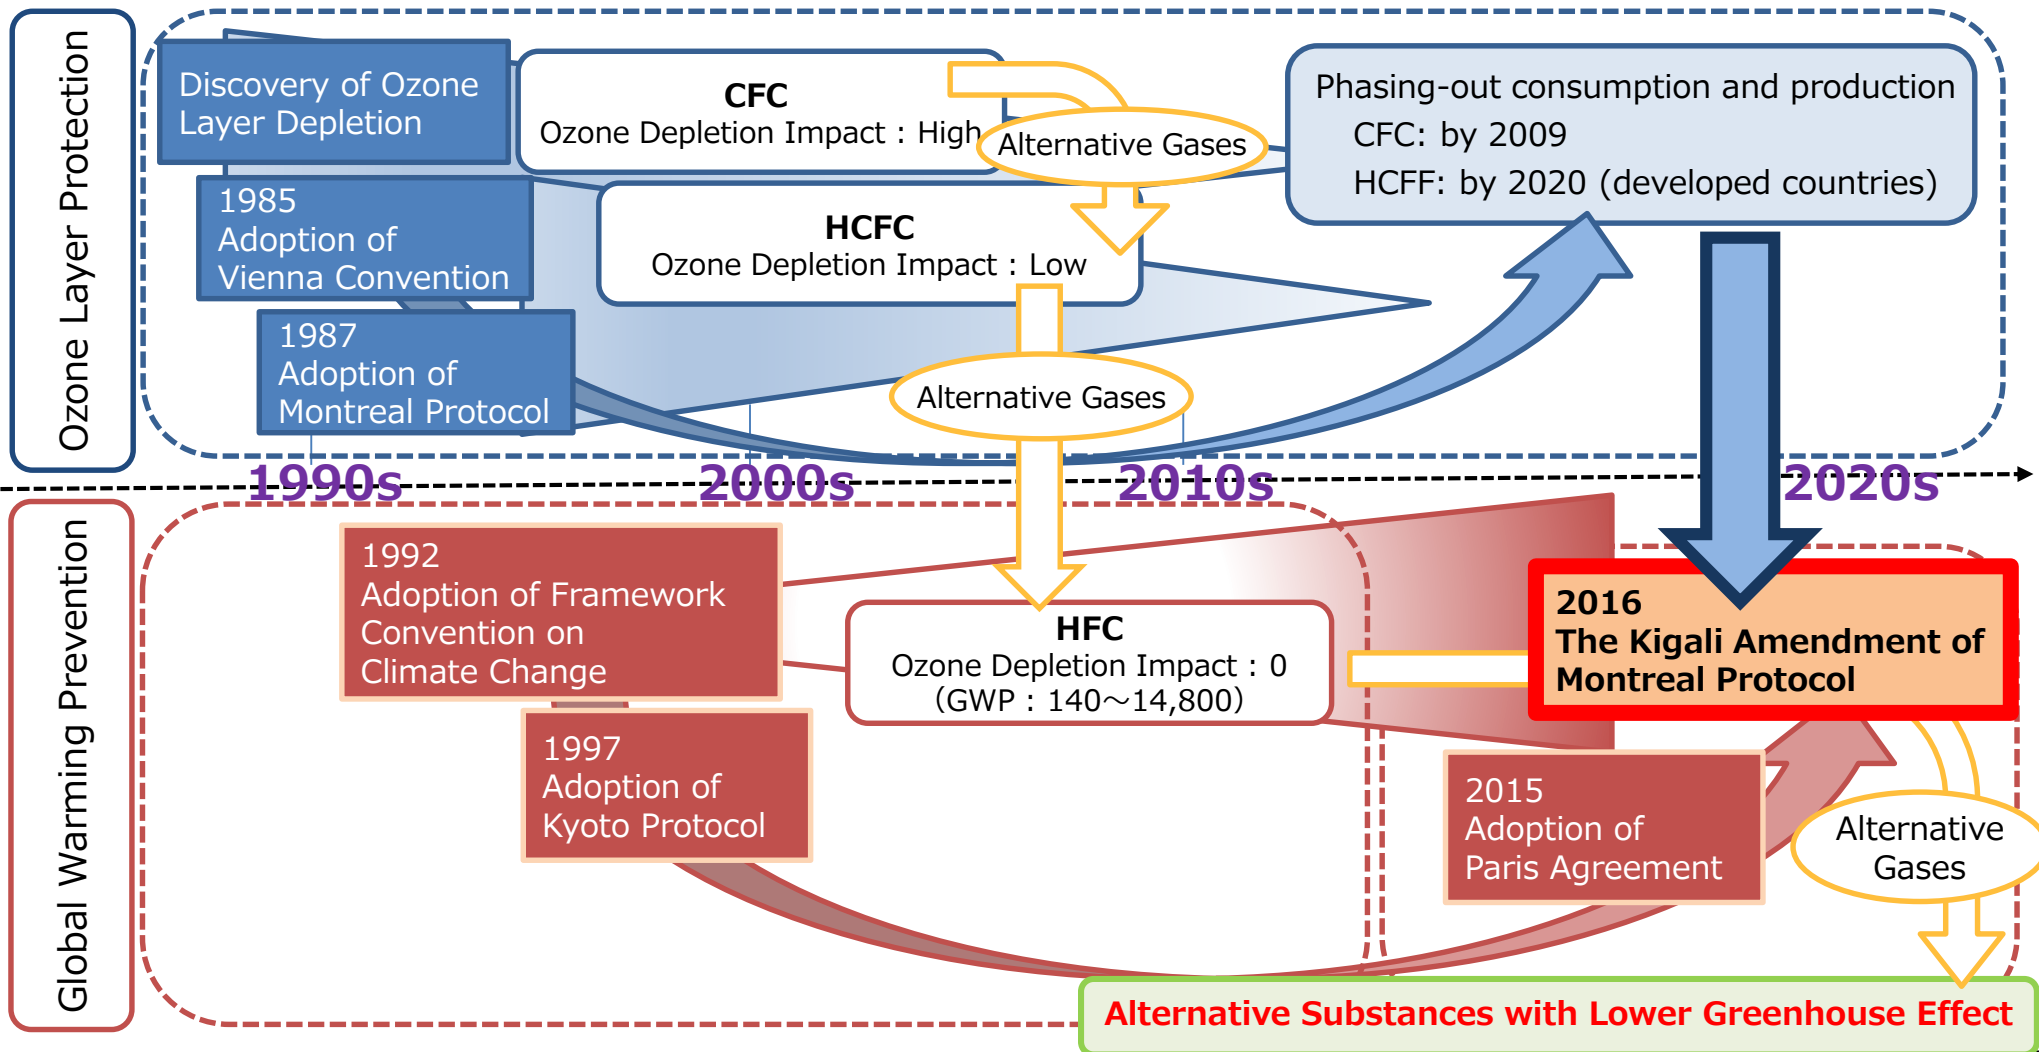 Ozone Layer Protection
Discovery of Ozone
Layer Depletion
1985
Adoption of
Vienna Convention
1987
Adoption of
Montreal Protocol
CFC
Ozone Depletion Impact : High
Alternative Gases
HCFC
Ozone Depletion Impact : Low
Alternative Gases
Phasing-out consumption and production
CFC: by 2009
HCFF: by 2020 (developed countries)
1990s
2000s
2010s
2020s
Global Warming Prevention
1992
Adoption of Framework
Convention on
Climate Change
1997
Adoption of
Kyoto Protocol
HFC
Ozone Depletion Impact : 0
（GWP : 140～14,800）
2016
The Kigali Amendment of
Montreal Protocol
2015
Adoption of
Paris Agreement
Alternative
Gases
Alternative Substances with Lower Greenhouse Effect